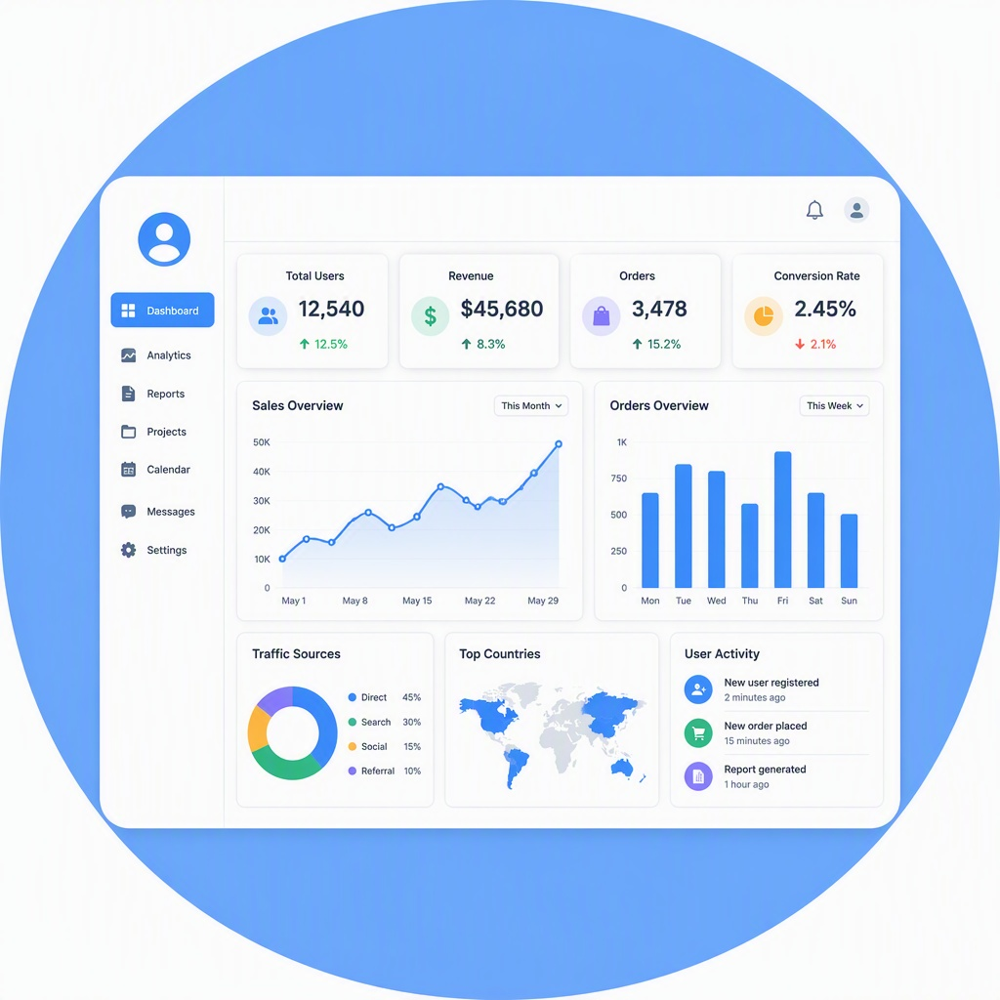 Dashboard
Analytics
Reports
Projects
Calendar
Messages
Settings
Total Users
12,540
12.5%
Revenue
$45,680
8.3%
Orders
3,478
15.2%
Conversion Rate
2.45%
2.1%
Sales Overview
This Month
50K
40K
30K
20K
10K
0
May 1 May 8 May 15 May 22 May 29
Orders Overview
This Week
1K
750
500
250
0
Mon Tue Wed Thu Fri Sat Sun
Traffic Sources
Direct 45%
Search 30%
Social 15%
Referral 10%
Top Countries
User Activity
New user registered
2 minutes ago
New order placed
15 minutes ago
Report generated
1 hour ago